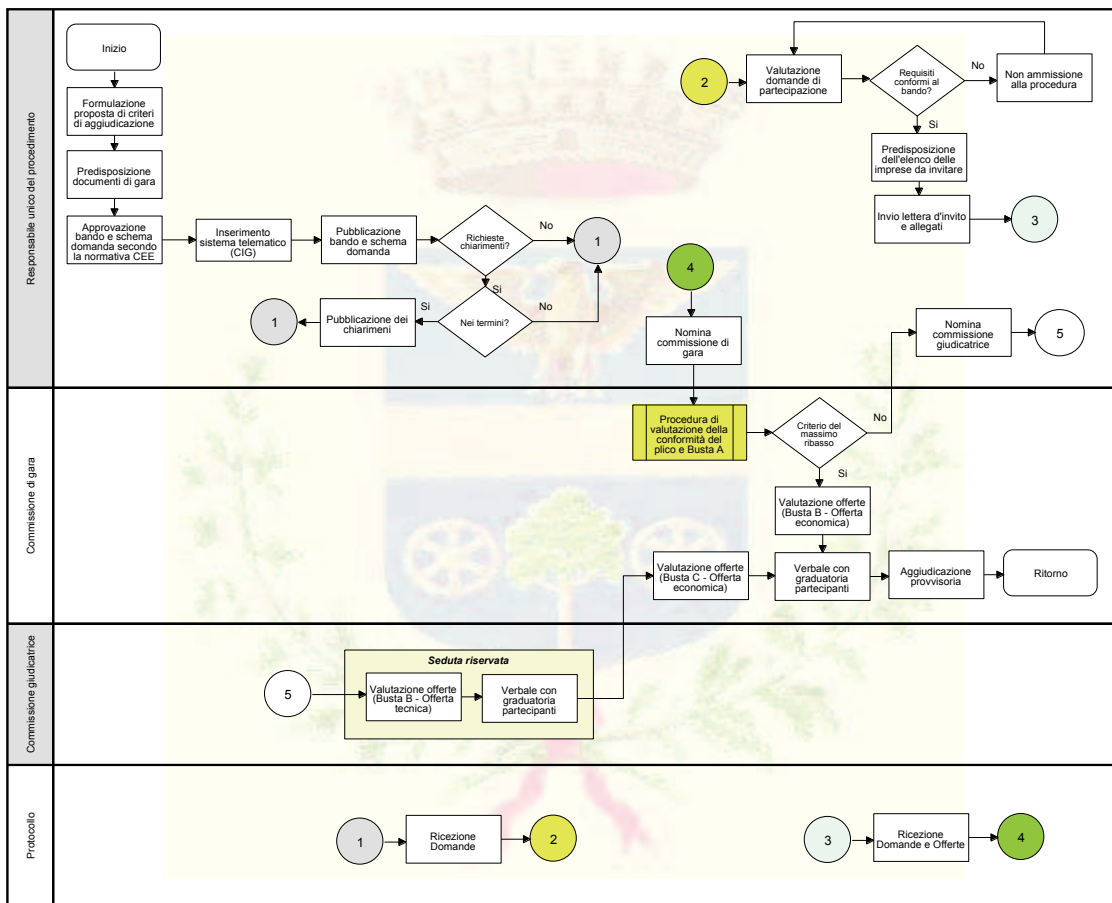 Responsabile unico del procedimento
Inizio
Formulazione
proposta di criteri
di aggiudicazione
Predisposizione
documenti di gara
Approvazione
bando e schema
domanda secondo
la normativa CEE
Inserimento
sistema telematico
(CIG)
Pubblicazione
bando e schema
domanda
Richieste
chiarimenti?
No
1
Si
Nei termini?
No
Si
Pubblicazione dei
chiarimeni
1
2
Valutazione
domande di
partecipazione
Requisiti
conformi al
bando?
No
Non ammissione
alla procedura
Si
Predisposizione
dell'elenco delle
imprese da invitare
Invio lettera d'invito
e allegati
3
4
Nomina
commissione di
gara
Nomina
commissione
giudicatrice
5
Commissione di gara
Procedura di
valutazione della
conformità del
plico e Busta A
Criterio del
massimo
ribasso
No
Si
Valutazione offerte
(Busta B - Offerta
economica)
Valutazione offerte
(Busta C - Offerta
economica)
Verbale con
graduatoria
partecipanti
Aggiudicazione
provvisoria
Ritorno
Commissione giudicatrice
Seduta riservata
5
Valutazione offerte
(Busta B - Offerta
tecnica)
Verbale con
graduatoria
partecipanti
Protocollo
1
Ricezione
Domande
2
3
Ricezione
Domande e Offerte
4